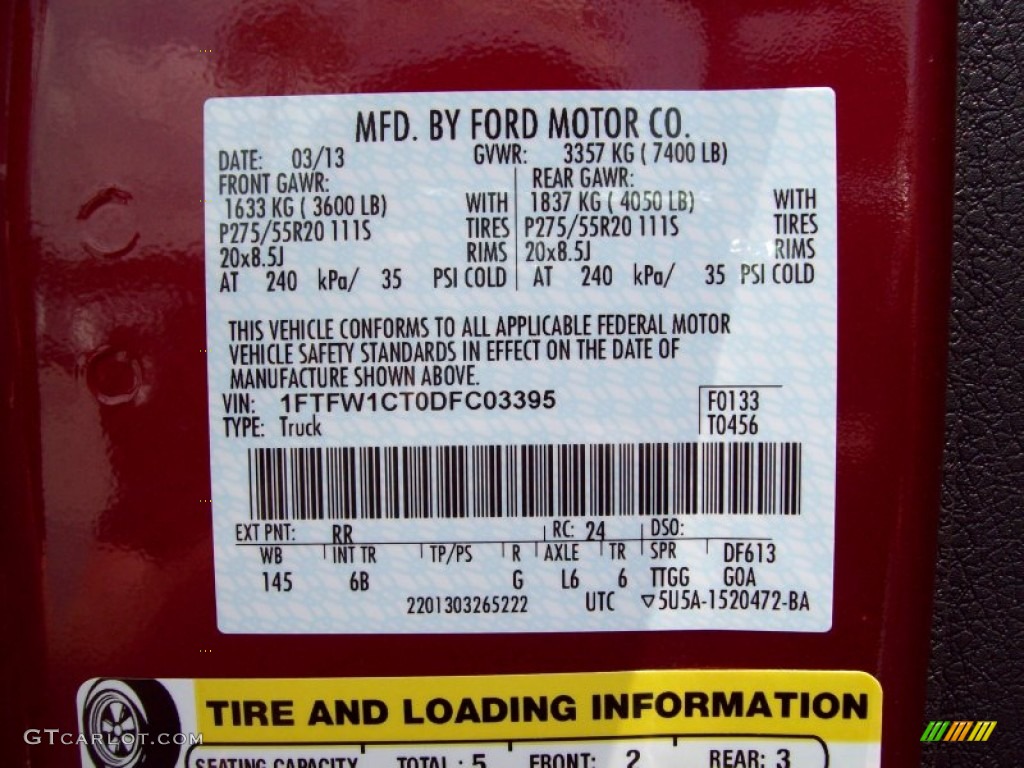 MFD. BY FORD MOTOR CO.
DATE: 03/13 GVWR: 3357 KG ( 7400 LB)
FRONT GAWR: REAR GAWR:
1633 KG ( 3600 LB) WITH 1837 KG ( 4050 LB) WITH
P275/55R20 111S TIRES P275/55R20 111S TIRES
20x8.5J RIMS 20x8.5J RIMS
AT 240 kPa/ 35 PSI COLD AT 240 kPa/ 35 PSI COLD
THIS VEHICLE CONFORMS TO ALL APPLICABLE FEDERAL MOTOR
VEHICLE SAFETY STANDARDS IN EFFECT ON THE DATE OF
MANUFACTURE SHOWN ABOVE.
VIN: 1FTFW1CT0DFC03395 F0133
TYPE: Truck T0456
EXT PNT: RR RC: 24 DSO:
WB INT TR TP/PS R AXLE TR SPR DF613
145 6B G L6 6 TTGG GOA
2201303265222 UTC ▽5U5A-1520472-BA
TIRE AND LOADING INFORMATION
SEATING CAPACITY TOTAL : 5 FRONT: 2 REAR: 3
GTcarlot.com